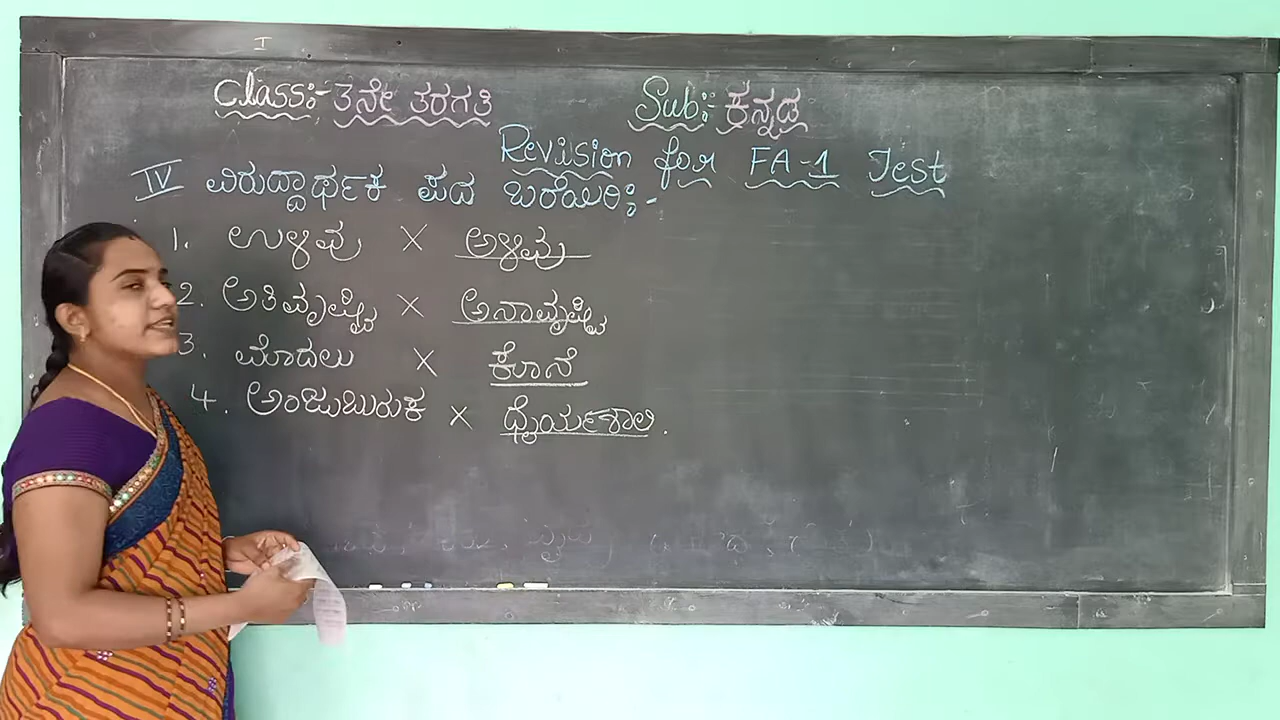 I
Class:- 3ನೇ ತರಗತಿ Sub:- ಕನ್ನಡ
Revision for FA-1 Test
IV ವಿರುದ್ಧಾರ್ಥಕ ಪದ ಬರೆಯಿರಿ:-
1. ಉಳಿವು × ಅಳಿವು
2. ಅತಿವೃಷ್ಟಿ × ಅನಾವೃಷ್ಟಿ
3. ಮೊದಲು × ಕೊನೆ
4. ಅಂಜುಬುರುಕ × ಧೈರ್ಯಶಾಲಿ.